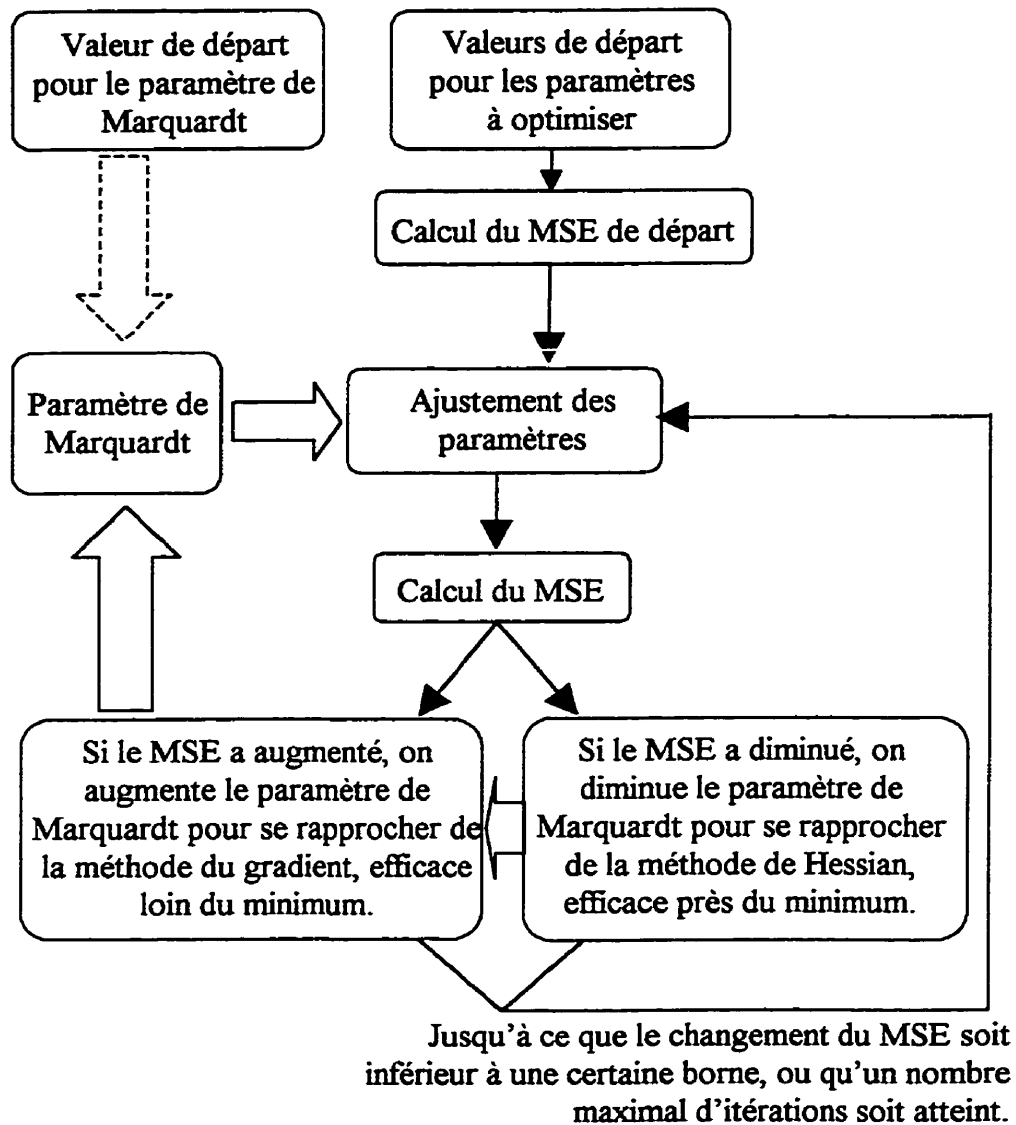 Valeur de départ
pour le paramètre de
Marquardt
Valeurs de départ
pour les paramètres
à optimiser
Calcul du MSE de départ
Paramètre de
Marquardt
Ajustement des
paramètres
Calcul du MSE
Si le MSE a augmenté, on
augmente le paramètre de
Marquardt pour se rapprocher de
la méthode du gradient, efficace
loin du minimum.
Si le MSE a diminué, on
diminue le paramètre de
Marquardt pour se rapprocher
de la méthode de Hessian,
efficace près du minimum.
Jusqu'à ce que le changement du MSE soit
inférieur à une certaine borne, ou qu'un nombre
maximal d'itérations soit atteint.